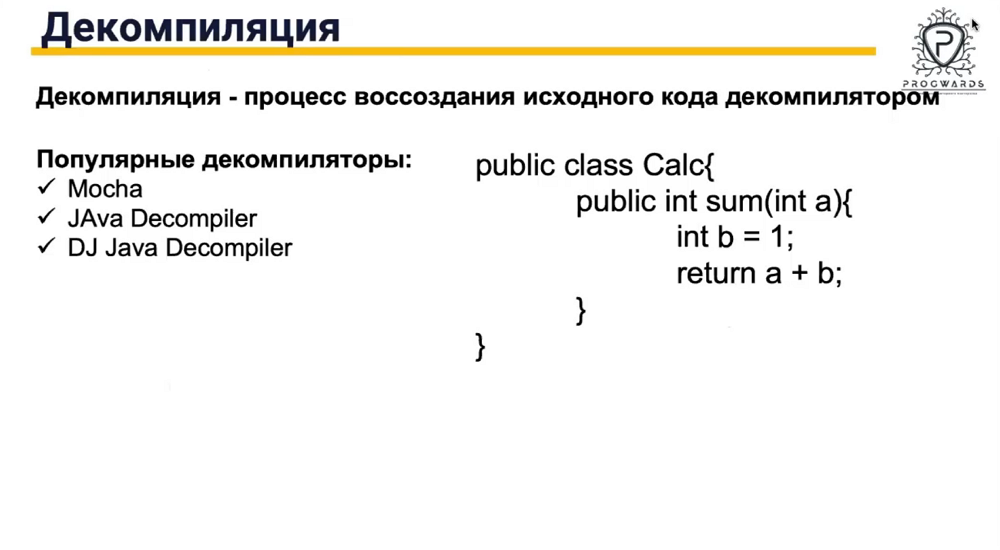 Декомпиляция
PROGWARDS
Декомпиляция - процесс воссоздания исходного кода декомпилятором
Популярные декомпиляторы:
✓ Mocha
✓ JAva Decompiler
✓ DJ Java Decompiler
public class Calc{
public int sum(int a){
int b = 1;
return a + b;
}
}